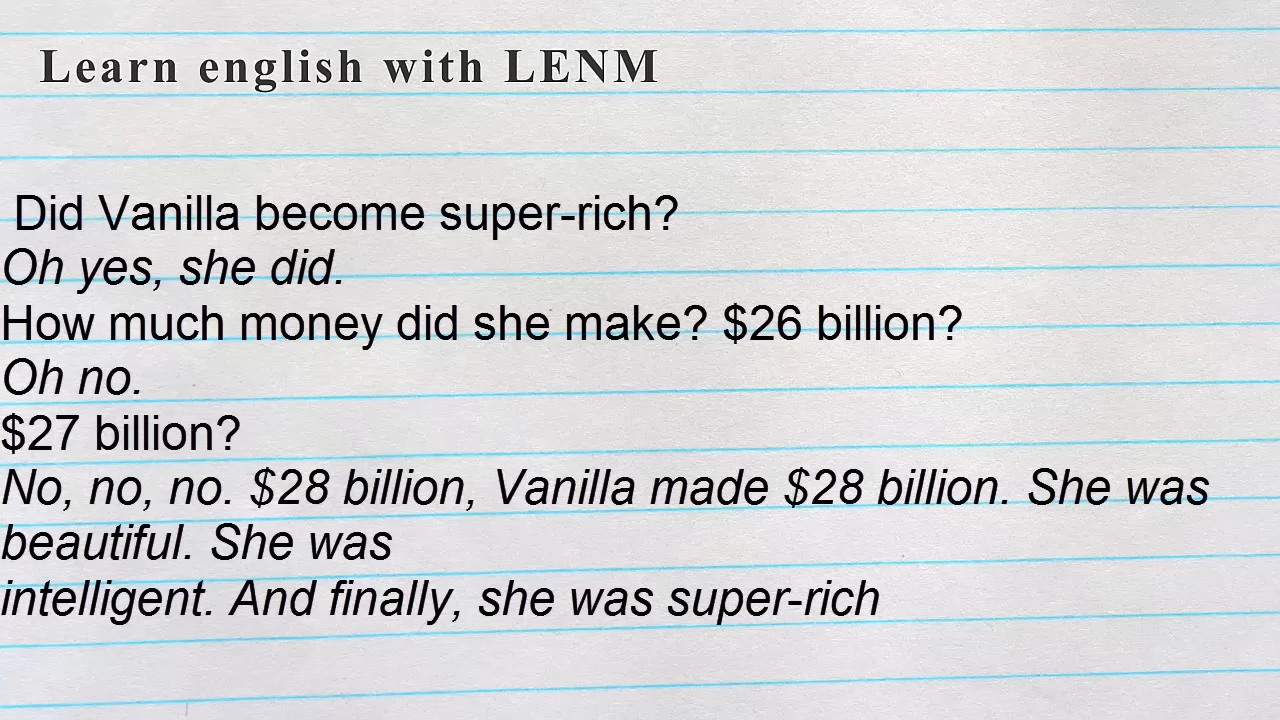 Learn english with LENM
Did Vanilla become super-rich?
Oh yes, she did.
How much money did she make? $26 billion?
Oh no.
$27 billion?
No, no, no. $28 billion, Vanilla made $28 billion. She was
beautiful. She was
intelligent. And finally, she was super-rich